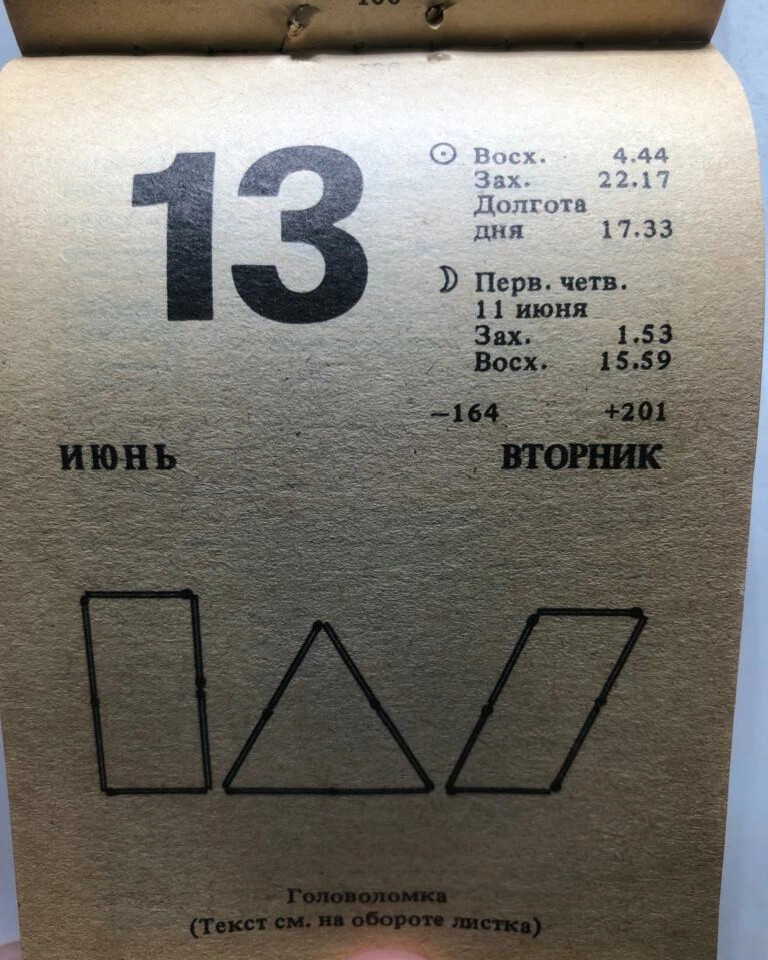 13
Восх. 4.44
Зах. 22.17
Долгота
дня 17.33
Перв. четв.
11 июня
Зах. 1.53
Восх. 15.59
−164 +201
ИЮНЬ ВТОРНИК
Головоломка
(Текст см. на обороте листка)